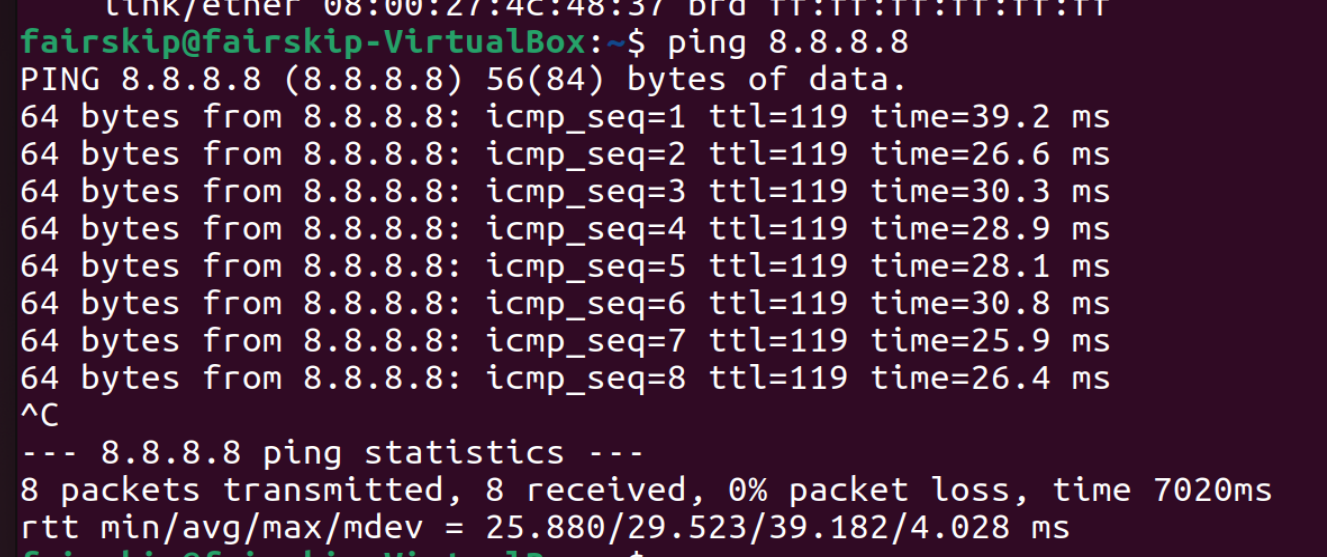 link/ether 08:00:27:4c:48:37 brd ff:ff:ff:ff:ff:ff
fairskip@fairskip-VirtualBox:~$ ping 8.8.8.8
PING 8.8.8.8 (8.8.8.8) 56(84) bytes of data.
64 bytes from 8.8.8.8: icmp_seq=1 ttl=119 time=39.2 ms
64 bytes from 8.8.8.8: icmp_seq=2 ttl=119 time=26.6 ms
64 bytes from 8.8.8.8: icmp_seq=3 ttl=119 time=30.3 ms
64 bytes from 8.8.8.8: icmp_seq=4 ttl=119 time=28.9 ms
64 bytes from 8.8.8.8: icmp_seq=5 ttl=119 time=28.1 ms
64 bytes from 8.8.8.8: icmp_seq=6 ttl=119 time=30.8 ms
64 bytes from 8.8.8.8: icmp_seq=7 ttl=119 time=25.9 ms
64 bytes from 8.8.8.8: icmp_seq=8 ttl=119 time=26.4 ms
^C
--- 8.8.8.8 ping statistics ---
8 packets transmitted, 8 received, 0% packet loss, time 7020ms
rtt min/avg/max/mdev = 25.880/29.523/39.182/4.028 ms